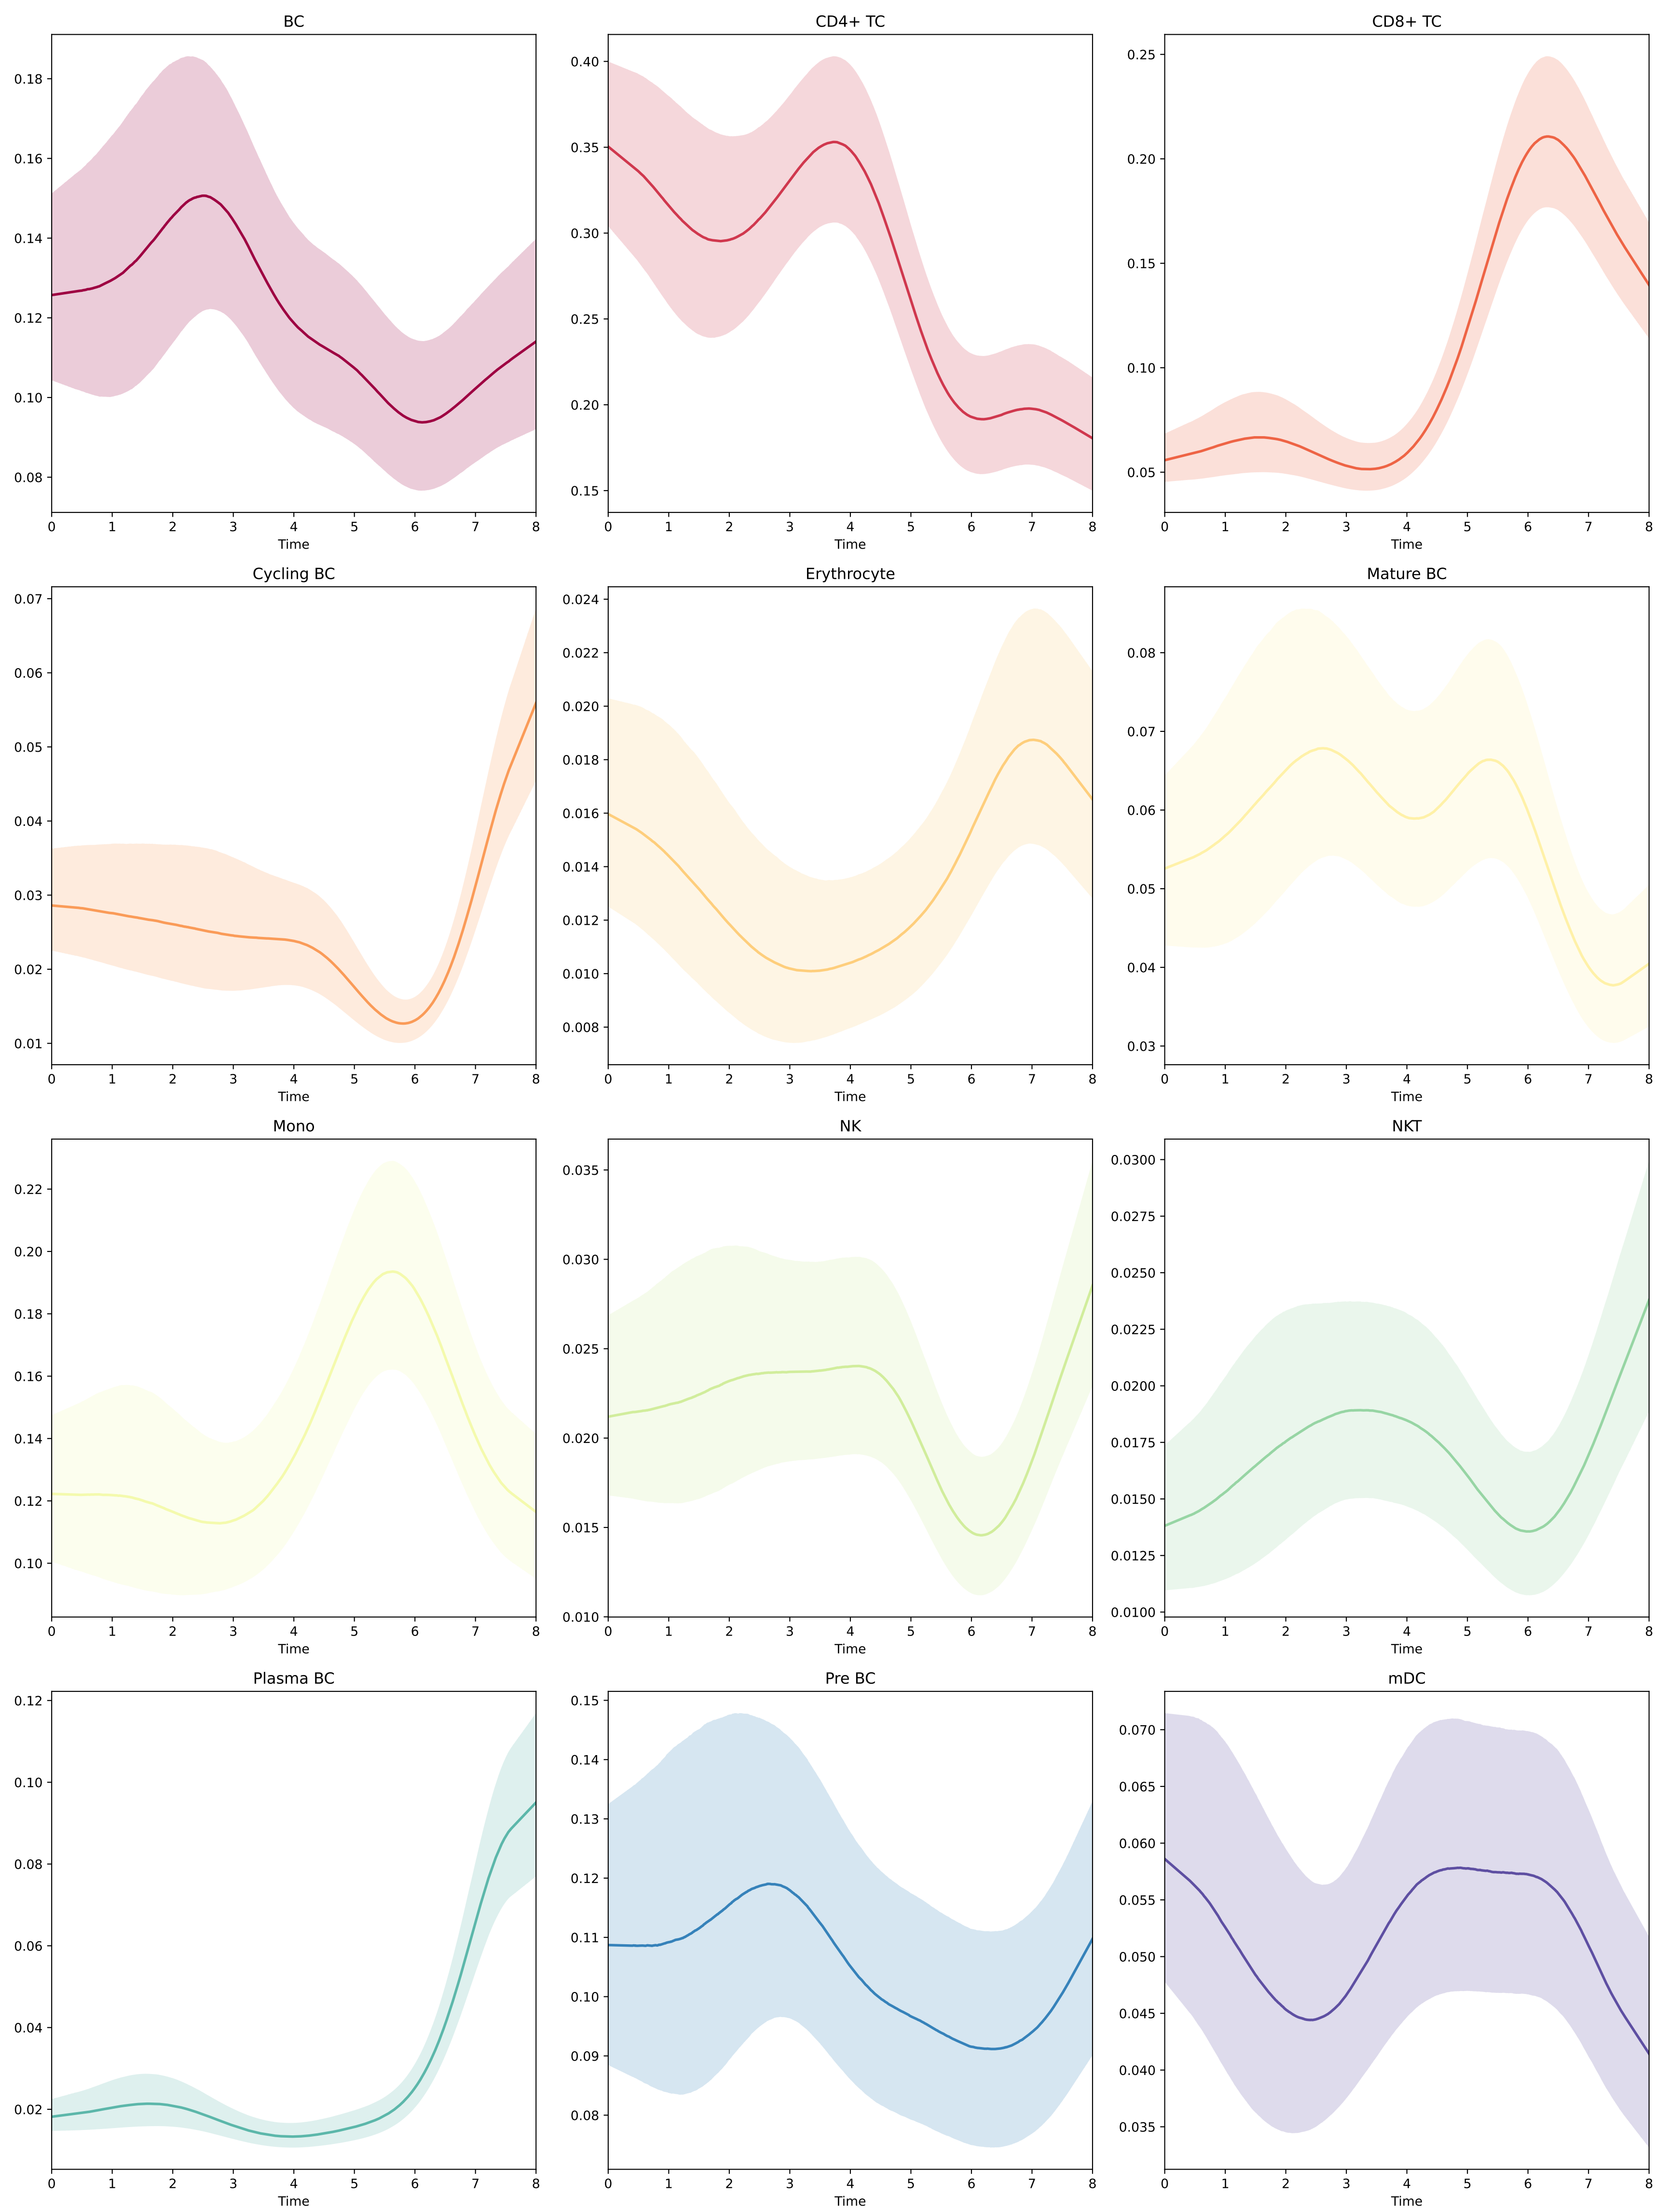 BC CD4+ TC CD8+ TC
0.18 0.16 0.14 0.12 0.10 0.08
0 1 2 3 4 5 6 7 8
Time
0.40 0.35 0.30 0.25 0.20 0.15
0 1 2 3 4 5 6 7 8
Time
0.25 0.20 0.15 0.10 0.05
0 1 2 3 4 5 6 7 8
Time
Cycling BC Erythrocyte Mature BC
0.07 0.06 0.05 0.04 0.03 0.02 0.01
0 1 2 3 4 5 6 7 8
Time
0.024 0.022 0.020 0.018 0.016 0.014 0.012 0.010 0.008
0 1 2 3 4 5 6 7 8
Time
0.08 0.07 0.06 0.05 0.04 0.03
0 1 2 3 4 5 6 7 8
Time
Mono NK NKT
0.22 0.20 0.18 0.16 0.14 0.12 0.10
0 1 2 3 4 5 6 7 8
Time
0.035 0.030 0.025 0.020 0.015 0.010
0 1 2 3 4 5 6 7 8
Time
0.0300 0.0275 0.0250 0.0225 0.0200 0.0175 0.0150 0.0125 0.0100
0 1 2 3 4 5 6 7 8
Time
Plasma BC Pre BC mDC
0.12 0.10 0.08 0.06 0.04 0.02
0 1 2 3 4 5 6 7 8
Time
0.15 0.14 0.13 0.12 0.11 0.10 0.09 0.08
0 1 2 3 4 5 6 7 8
Time
0.070 0.065 0.060 0.055 0.050 0.045 0.040 0.035
0 1 2 3 4 5 6 7 8
Time